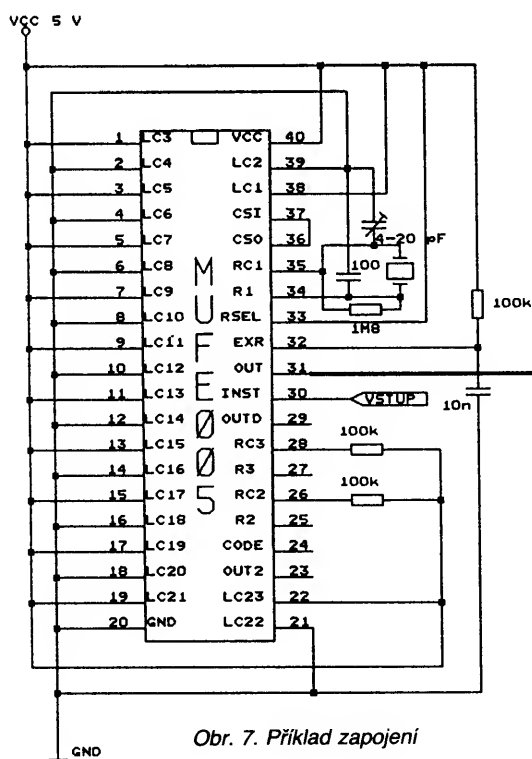 VCC 5 V
1 LC3 VCC 40
2 LC4 LC2 39
3 LC5 LC1 38
4 LC6 CSI 37
5 LC7 CSO 36
4-20 pF
6 LC8 RC1 35
100
7 LC9 R1 34
8 LC10 RSEL 33
1M8
100k
9 LC11 EXR 32
10 LC12 OUT 31
11 LC13 INST 30
VSTUP
10n
12 LC14 OUTD 29
13 LC15 RC3 28
100k
14 LC16 R3 27
15 LC17 RC2 26
100k
16 LC18 R2 25
17 LC19 CODE 24
18 LC20 OUT2 23
19 LC21 LC23 22
20 GND LC22 21
MUFE005
GND
Obr. 7. Příklad zapojení